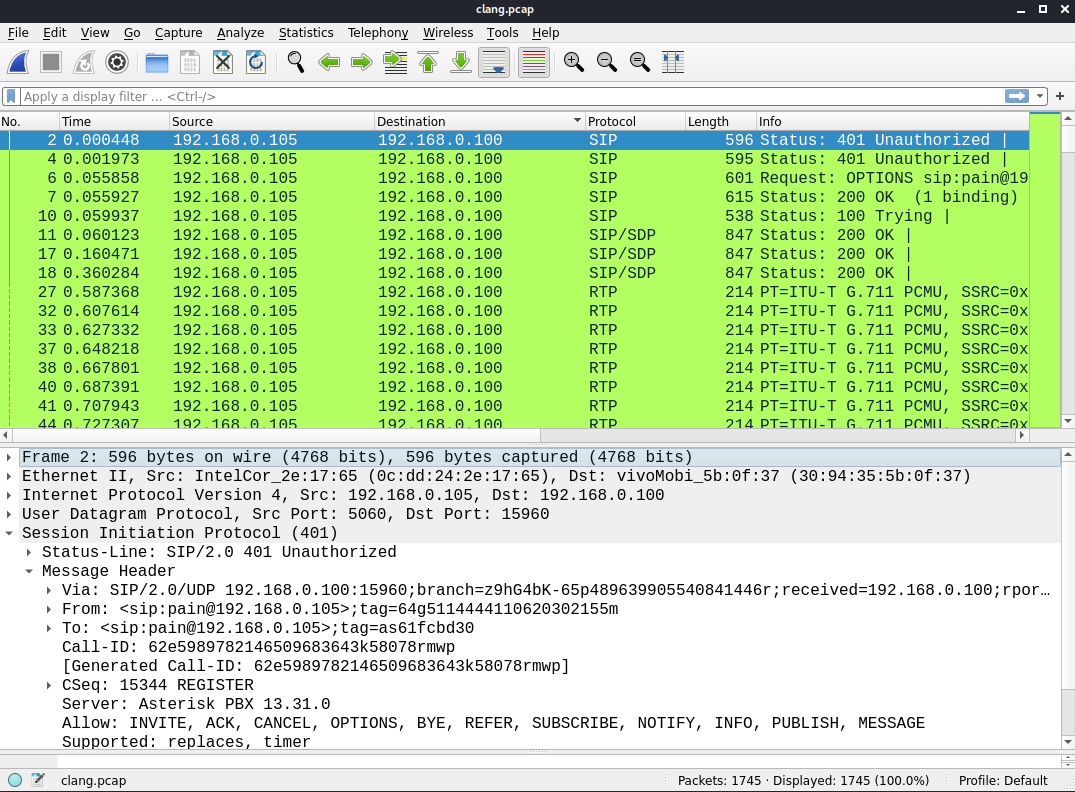 clang.pcap
File Edit View Go Capture Analyze Statistics Telephony Wireless Tools Help
Apply a display filter ... <Ctrl-/>
No. Time Source Destination Protocol Length Info
2 0.000448 192.168.0.105 192.168.0.100 SIP 596 Status: 401 Unauthorized |
4 0.001973 192.168.0.105 192.168.0.100 SIP 595 Status: 401 Unauthorized |
6 0.055858 192.168.0.105 192.168.0.100 SIP 601 Request: OPTIONS sip:pain@19
7 0.055927 192.168.0.105 192.168.0.100 SIP 615 Status: 200 OK  (1 binding)
10 0.059937 192.168.0.105 192.168.0.100 SIP 538 Status: 100 Trying |
11 0.060123 192.168.0.105 192.168.0.100 SIP/SDP 847 Status: 200 OK |
17 0.160471 192.168.0.105 192.168.0.100 SIP/SDP 847 Status: 200 OK |
18 0.360284 192.168.0.105 192.168.0.100 SIP/SDP 847 Status: 200 OK |
27 0.587368 192.168.0.105 192.168.0.100 RTP 214 PT=ITU-T G.711 PCMU, SSRC=0x
32 0.607614 192.168.0.105 192.168.0.100 RTP 214 PT=ITU-T G.711 PCMU, SSRC=0x
33 0.627332 192.168.0.105 192.168.0.100 RTP 214 PT=ITU-T G.711 PCMU, SSRC=0x
37 0.648218 192.168.0.105 192.168.0.100 RTP 214 PT=ITU-T G.711 PCMU, SSRC=0x
38 0.667801 192.168.0.105 192.168.0.100 RTP 214 PT=ITU-T G.711 PCMU, SSRC=0x
40 0.687391 192.168.0.105 192.168.0.100 RTP 214 PT=ITU-T G.711 PCMU, SSRC=0x
41 0.707943 192.168.0.105 192.168.0.100 RTP 214 PT=ITU-T G.711 PCMU, SSRC=0x
44 0.727307 192.168.0.105 192.168.0.100 RTP 214 PT=ITU-T G.711 PCMU, SSRC=0x
Frame 2: 596 bytes on wire (4768 bits), 596 bytes captured (4768 bits)
Ethernet II, Src: IntelCor_2e:17:65 (0c:dd:24:2e:17:65), Dst: vivoMobi_5b:0f:37 (30:94:35:5b:0f:37)
Internet Protocol Version 4, Src: 192.168.0.105, Dst: 192.168.0.100
User Datagram Protocol, Src Port: 5060, Dst Port: 15960
Session Initiation Protocol (401)
Status-Line: SIP/2.0 401 Unauthorized
Message Header
Via: SIP/2.0/UDP 192.168.0.100:15960;branch=z9hG4bK-65p489639905540841446r;received=192.168.0.100;rpor…
From: <sip:pain@192.168.0.105>;tag=64g5114444110620302155m
To: <sip:pain@192.168.0.105>;tag=as61fcbd30
Call-ID: 62e5989782146509683643k58078rmwp
[Generated Call-ID: 62e5989782146509683643k58078rmwp]
CSeq: 15344 REGISTER
Server: Asterisk PBX 13.31.0
Allow: INVITE, ACK, CANCEL, OPTIONS, BYE, REFER, SUBSCRIBE, NOTIFY, INFO, PUBLISH, MESSAGE
Supported: replaces, timer
clang.pcap Packets: 1745 · Displayed: 1745 (100.0%) Profile: Default